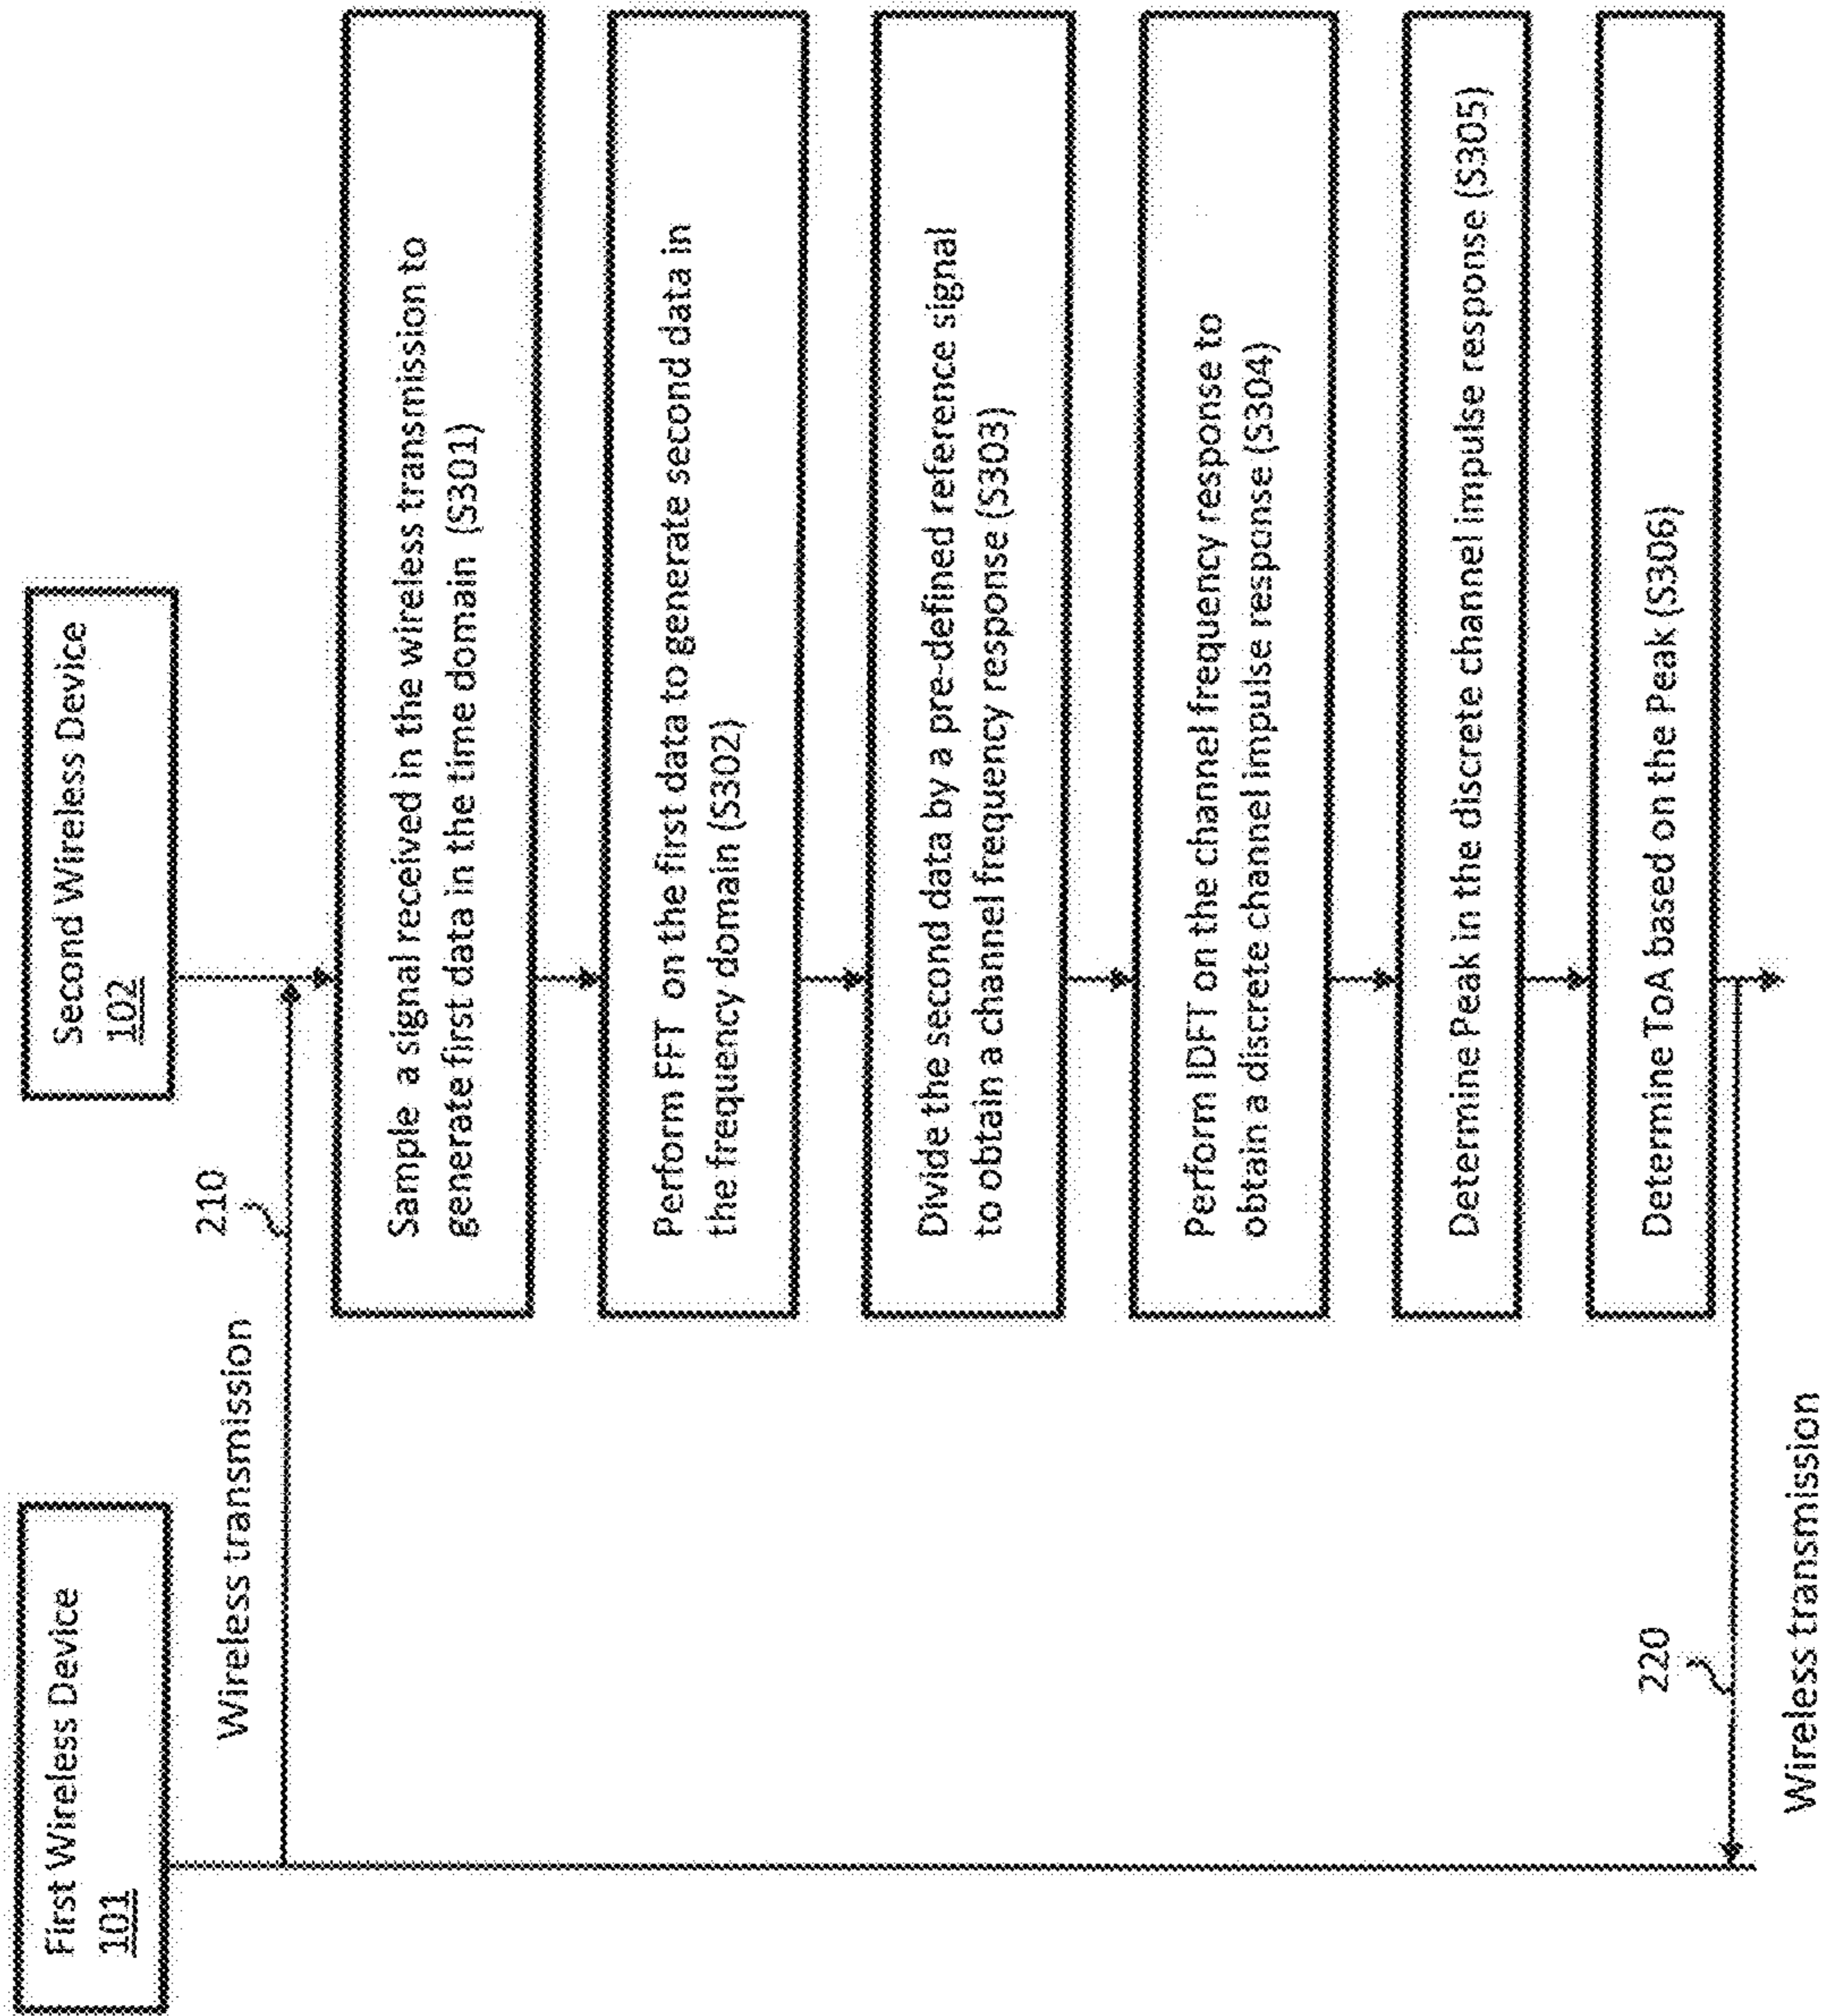 First Wireless Device
101
Second Wireless Device
102
Wireless transmission
210
Sample a signal received in the wireless transmission to
generate first data in the time domain (S301)
Perform FFT on the first data to generate second data in
the frequency domain (S302)
Divide the second data by a pre-defined reference signal
to obtain a channel frequency response (S303)
Perform IDFT on the channel frequency response to
obtain a discrete channel impulse response (S304)
Determine Peak in the discrete channel impulse response (S305)
Determine ToA based on the Peak (S306)
220
Wireless transmission